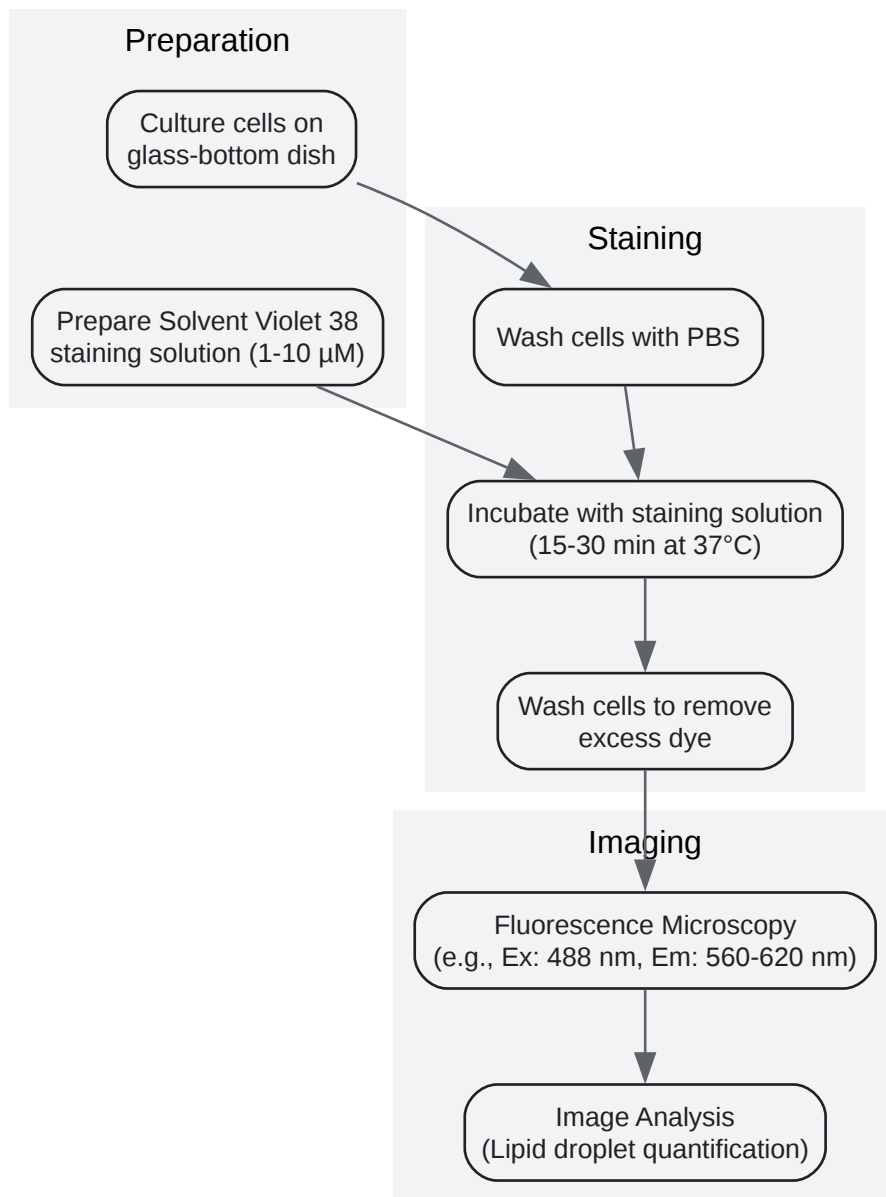 Preparation
Culture cells on
glass-bottom dish
Prepare Solvent Violet 38
staining solution (1-10 µM)
Staining
Wash cells with PBS
Incubate with staining solution
(15-30 min at 37°C)
Wash cells to remove
excess dye
Imaging
Fluorescence Microscopy
(e.g., Ex: 488 nm, Em: 560-620 nm)
Image Analysis
(Lipid droplet quantification)